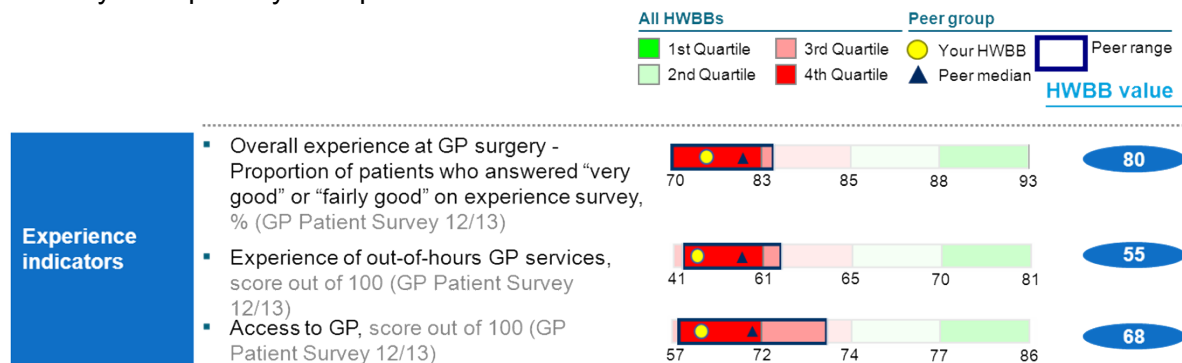 All HWBBs
Peer group
1st Quartile
3rd Quartile
Your HWBB
Peer range
2nd Quartile
4th Quartile
Peer median
HWBB value
Experience
indicators
▪ Overall experience at GP surgery -
Proportion of patients who answered “very
good” or “fairly good” on experience survey,
% (GP Patient Survey 12/13)
70 83 85 88 93
80
▪ Experience of out-of-hours GP services,
score out of 100 (GP Patient Survey
12/13)
41 61 65 70 81
55
▪ Access to GP, score out of 100 (GP
Patient Survey 12/13)
57 72 74 77 86
68